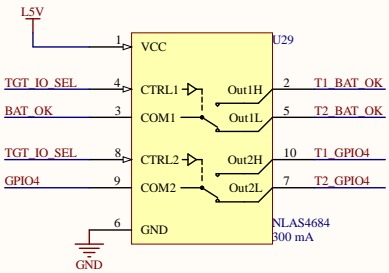 L5V
U29
1 VCC
TGT_IO_SEL 4 CTRL1 Out1H 2 T1_BAT_OK
BAT_OK 3 COM1 Out1L 5 T2_BAT_OK
TGT_IO_SEL 8 CTRL2 Out2H 10 T1_GPIO4
GPIO4 9 COM2 Out2L 7 T2_GPIO4
6 GND
NLAS4684
300 mA
GND